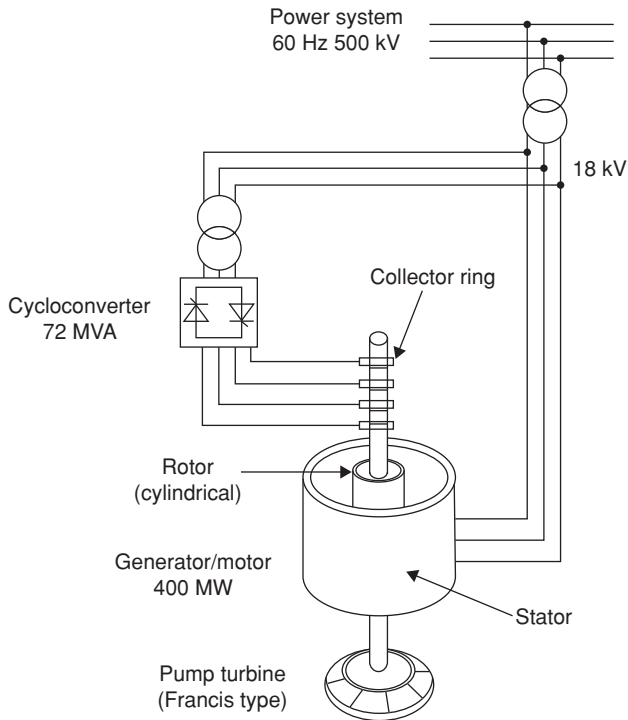 Power system
60 Hz 500 kV
18 kV
Collector ring
Cycloconverter
72 MVA
Rotor
(cylindrical)
Generator/motor
400 MW
Stator
Pump turbine
(Francis type)